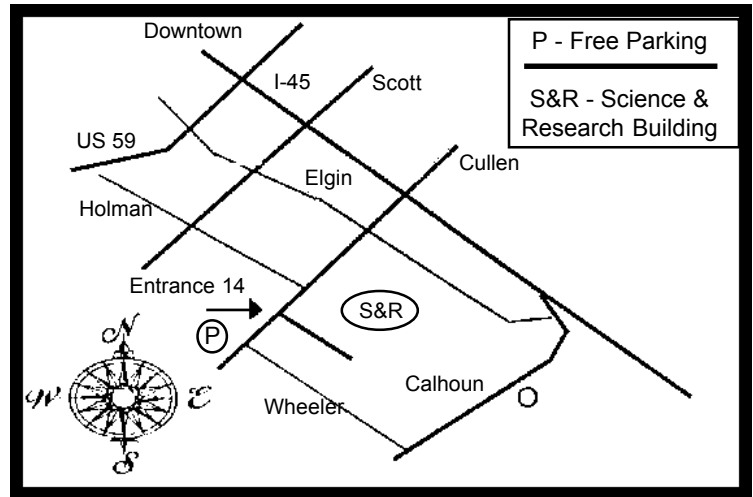 Downtown
P - Free Parking
I-45
Scott
S&R - Science &
Research Building
US 59
Cullen
Elgin
Holman
Entrance 14
S&R
P
N
W
E
S
Calhoun
Wheeler
O